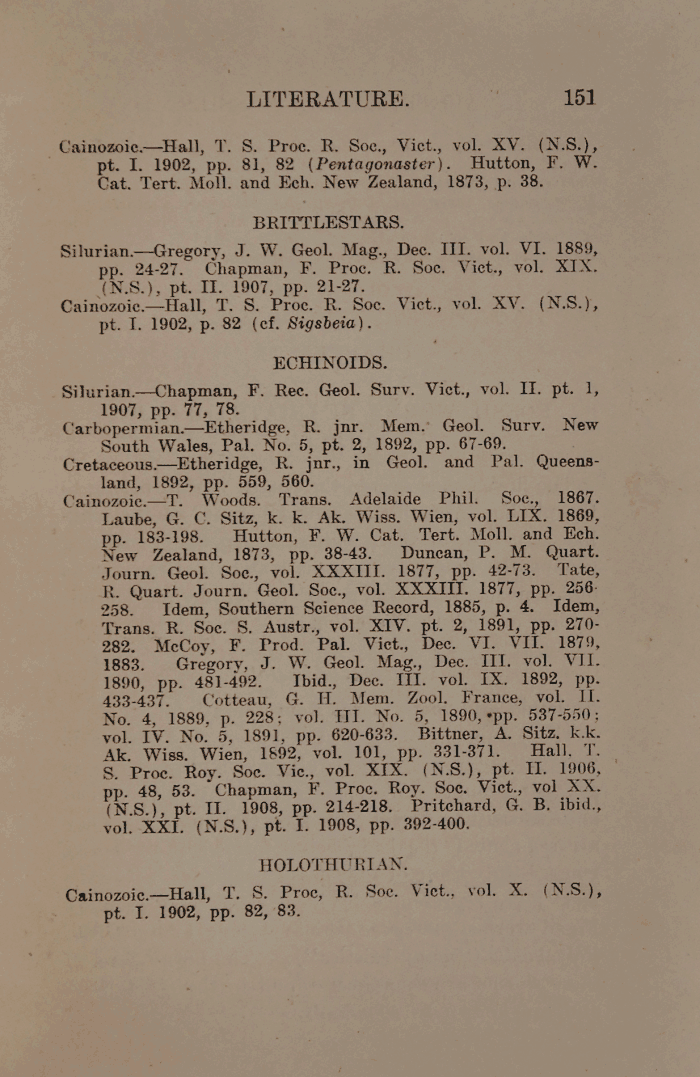 LITERATURE. 151
Cainozoic.—Hall, T. S. Proc. R. Soc., Vict., vol. XV. (N.S.),
pt. I. 1902, pp. 81, 82 (Pentagonaster). Hutton, F. W.
Cat. Tert. Moll. and Ech. New Zealand, 1873, p. 38.
BRITTLESTARS.
Silurian.—Gregory, J. W. Geol. Mag., Dec. III. vol. VI. 1889,
pp. 24-27. Chapman, F. Proc. R. Soc. Vict., vol. XIX.
(N.S.), pt. II. 1907, pp. 21-27.
Cainozoic.—Hall, T. S. Proc. R. Soc. Vict., vol. XV. (N.S.),
pt. I. 1902, p. 82 (cf. Sigsbeia).
ECHINOIDS.
Silurian.—Chapman, F. Rec. Geol. Surv. Vict., vol. II. pt. 1,
1907, pp. 77, 78.
Carbopermian.—Etheridge, R. jnr. Mem. Geol. Surv. New
South Wales, Pal. No. 5, pt. 2, 1892, pp. 67-69.
Cretaceous.—Etheridge, R. jnr., in Geol. and Pal. Queens-
land, 1892, pp. 559, 560.
Cainozoic.—T. Woods. Trans. Adelaide Phil. Soc., 1867.
Laube, G. C. Sitz, k. k. Ak. Wiss. Wien, vol. LIX. 1869,
pp. 183-198. Hutton, F. W. Cat. Tert. Moll. and Ech.
New Zealand, 1873, pp. 38-43. Duncan, P. M. Quart.
Journ. Geol. Soc., vol. XXXIII. 1877, pp. 42-73. Tate,
R. Quart. Journ. Geol. Soc., vol. XXXIII. 1877, pp. 256-
258. Idem, Southern Science Record, 1885, p. 4. Idem,
Trans. R. Soc. S. Austr., vol. XIV. pt. 2, 1891, pp. 270-
282. McCoy, F. Prod. Pal. Vict., Dec. VI. VII. 1879,
1883. Gregory, J. W. Geol. Mag., Dec. III. vol. VII.
1890, pp. 481-492. Ibid., Dec. III. vol. IX. 1892, pp.
433-437. Cotteau, G. H. Mem. Zool. France, vol. II.
No. 4, 1889, p. 228; vol. III. No. 5, 1890, pp. 537-550;
vol. IV. No. 5, 1891, pp. 620-633. Bittner, A. Sitz. k.k.
Ak. Wiss. Wien, 1892, vol. 101, pp. 331-371. Hall. T.
S. Proc. Roy. Soc. Vic., vol. XIX. (N.S.), pt. II. 1906,
pp. 48, 53. Chapman, F. Proc. Roy. Soc. Vict., vol XX.
(N.S.), pt. II. 1908, pp. 214-218. Pritchard, G. B. ibid.,
vol. XXI. (N.S.), pt. I. 1908, pp. 392-400.
HOLOTHURIAN.
Cainozoic.—Hall, T. S. Proc, R. Soc. Vict., vol. X. (N.S.),
pt. I. 1902, pp. 82, 83.